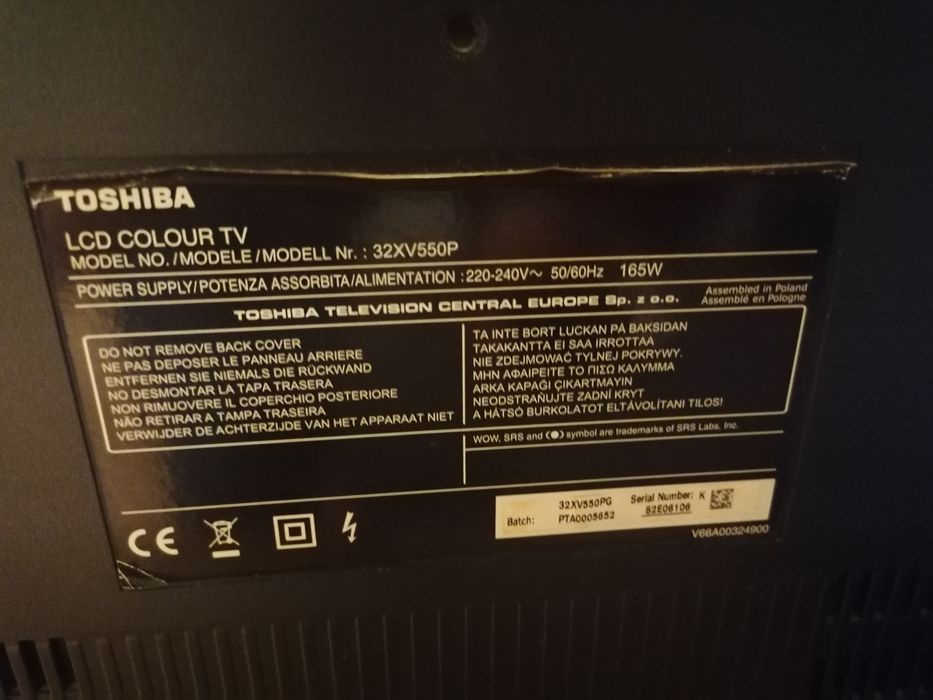 TOSHIBA
LCD COLOUR TV
MODEL NO./MODELE/MODELL Nr. : 32XV550P
POWER SUPPLY/POTENZA ASSORBITA/ALIMENTATION : 220-240V～ 50/60Hz 165W
Assembled in Poland
Assemblé en Pologne
TOSHIBA TELEVISION CENTRAL EUROPE Sp. z o.o.
DO NOT REMOVE BACK COVER
NE PAS DEPOSER LE PANNEAU ARRIERE
ENTFERNEN SIE NIEMALS DIE RÜCKWAND
NO DESMONTAR LA TAPA TRASERA
NON RIMUOVERE IL COPERCHIO POSTERIORE
NÃO RETIRAR A TAMPA TRASEIRA
VERWIJDER DE ACHTERZIJDE VAN HET APPARAAT NIET
TA INTE BORT LUCKAN PÅ BAKSIDAN
TAKAKANTTA EI SAA IRROTTAA
NIE ZDEJMOWAĆ TYLNEJ POKRYWY.
ΜΗΝ ΑΦΑΙΡΕΙΤΕ ΤΟ ΠΙΣΩ ΚΑΛΥΜΜΑ
ARKA KAPAĞI ÇIKARTMAYIN
NEODSTRAŇUJTE ZADNÍ KRYT
A HÁTSÓ BURKOLATOT ELTÁVOLÍTANI TILOS!
WOW, SRS and (●) symbol are trademarks of SRS Labs, Inc.
CE
32XV550PG
Batch: PTA0005652
Serial Number: K
82E06106
V66A00324900